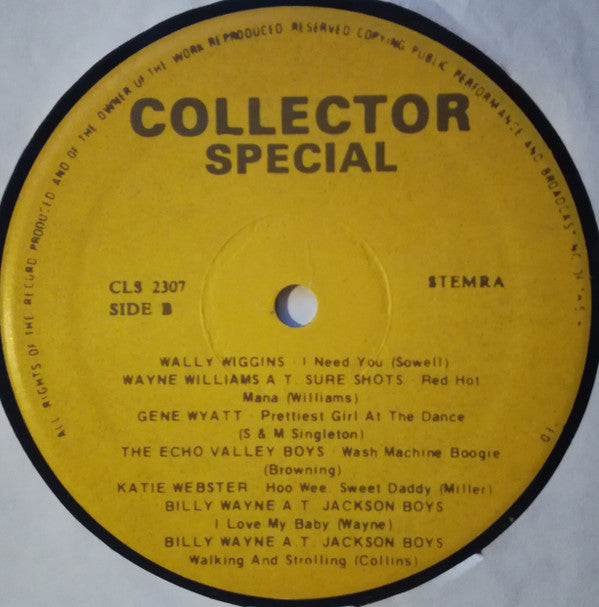 ALL RIGHTS OF THE RECORD PRODUCED AND OF THE OWNER OF THE WORK REPRODUCED RESERVED COPYING PUBLIC PERFORMANCE AND BROADCASTING
COLLECTOR
SPECIAL
CLS 2307
SIDE B
STEMRA
WALLY WIGGINS - I Need You (Sowell)
WAYNE WILLIAMS A T. SURE SHOTS - Red Hot
Mana (Williams)
GENE WYATT - Prettiest Girl At The Dance
(S & M Singleton)
THE ECHO VALLEY BOYS - Wash Machine Boogie
(Browning)
KATIE WEBSTER - Hoo Wee, Sweet Daddy (Miller)
BILLY WAYNE A T. JACKSON BOYS
I Love My Baby (Wayne)
BILLY WAYNE A.T. JACKSON BOYS
Walking And Strolling (Collins)